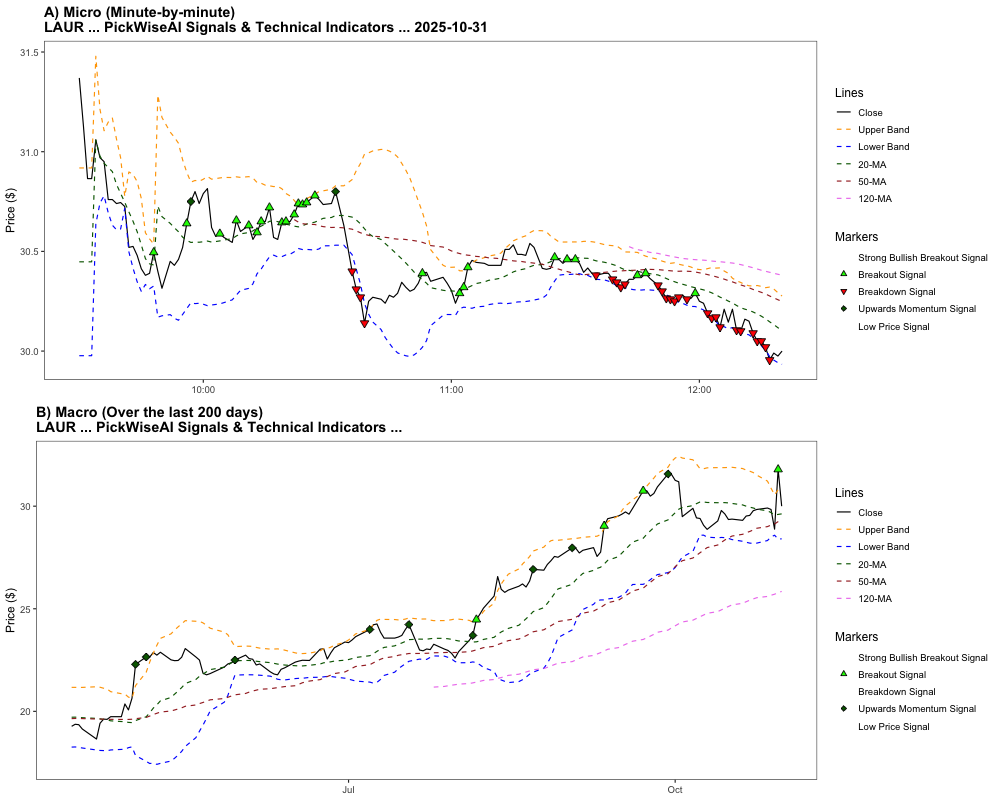 A) Micro (Minute-by-minute)
LAUR ... PickWiseAI Signals & Technical Indicators ... 2025-10-31
Price ($)
31.5
31.0
30.5
30.0
10:00
11:00
12:00
Lines
Close
Upper Band
Lower Band
20-MA
50-MA
120-MA
Markers
Strong Bullish Breakout Signal
Breakout Signal
Breakdown Signal
Upwards Momentum Signal
Low Price Signal
B) Macro (Over the last 200 days)
LAUR ... PickWiseAI Signals & Technical Indicators ...
Price ($)
30
25
20
Jul
Oct
Lines
Close
Upper Band
Lower Band
20-MA
50-MA
120-MA
Markers
Strong Bullish Breakout Signal
Breakout Signal
Breakdown Signal
Upwards Momentum Signal
Low Price Signal